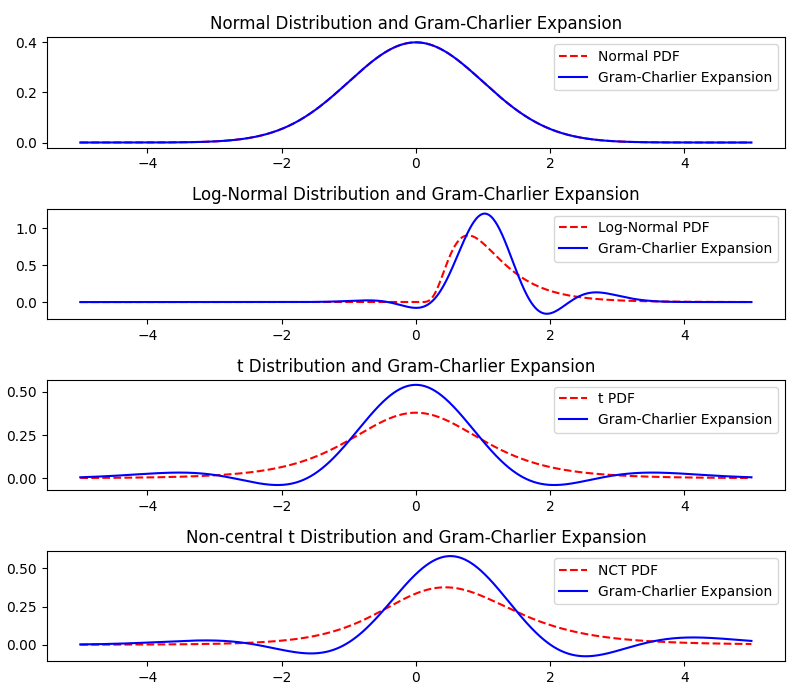 Normal Distribution and Gram-Charlier Expansion
0.4
0.2
0.0
Normal PDF
Gram-Charlier Expansion
−4 −2 0 2 4
Log-Normal Distribution and Gram-Charlier Expansion
1.0
0.5
0.0
Log-Normal PDF
Gram-Charlier Expansion
−4 −2 0 2 4
t Distribution and Gram-Charlier Expansion
0.50
0.25
0.00
t PDF
Gram-Charlier Expansion
−4 −2 0 2 4
Non-central t Distribution and Gram-Charlier Expansion
0.50
0.25
0.00
NCT PDF
Gram-Charlier Expansion
−4 −2 0 2 4